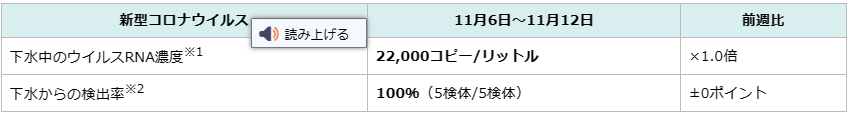 新型コロナウイルス 11月6日～11月12日 前週比
読み上げる
下水中のウイルスRNA濃度※1 22,000コピー/リットル ×1.0倍
下水からの検出率※2 100%（5検体/5検体） ±0ポイント